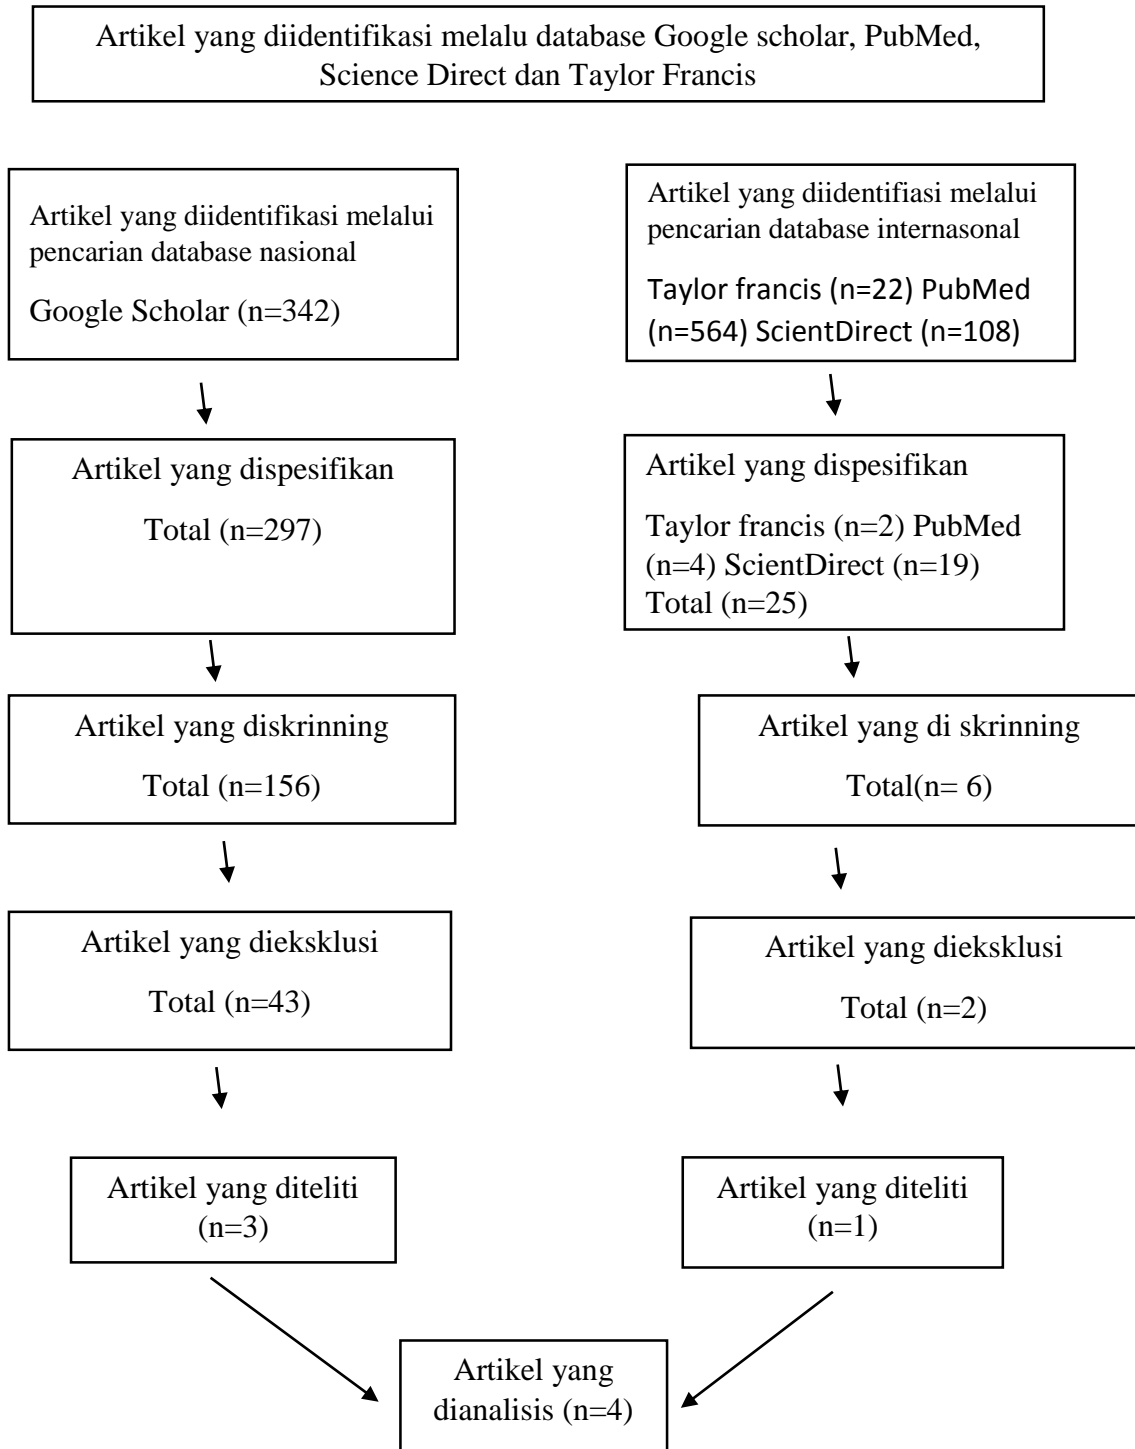 Artikel yang diidentifikasi melalu database Google scholar, PubMed,
Science Direct dan Taylor Francis
Artikel yang diidentifikasi melalui
pencarian database nasional
Google Scholar (n=342)
Artikel yang diidentifiasi melalui
pencarian database internasonal
Taylor francis (n=22) PubMed
(n=564) ScientDirect (n=108)
Artikel yang dispesifikan
Total (n=297)
Artikel yang dispesifikan
Taylor francis (n=2) PubMed
(n=4) ScientDirect (n=19)
Total (n=25)
Artikel yang diskrinning
Total (n=156)
Artikel yang di skrinning
Total(n= 6)
Artikel yang dieksklusi
Total (n=43)
Artikel yang dieksklusi
Total (n=2)
Artikel yang diteliti
(n=3)
Artikel yang diteliti
(n=1)
Artikel yang
dianalisis (n=4)